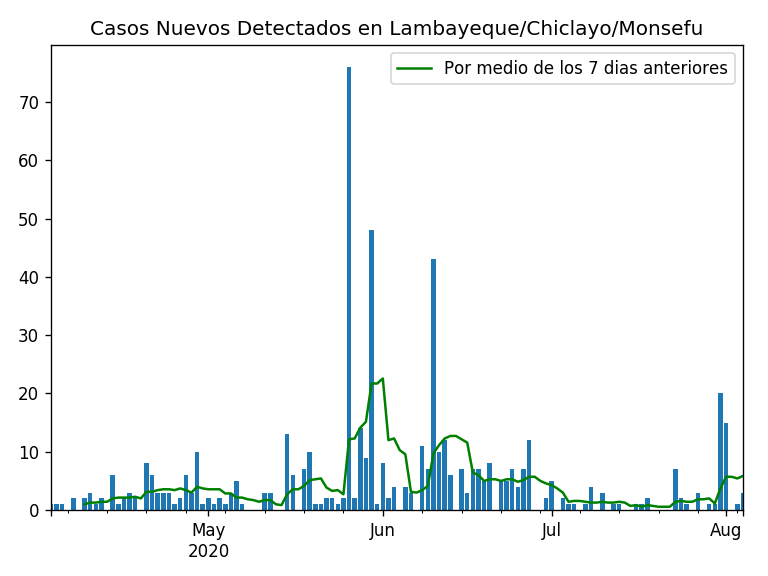 Casos Nuevos Detectados en Lambayeque/Chiclayo/Monsefu
Por medio de los 7 dias anteriores
70
60
50
40
30
20
10
0
May
2020
Jun
Jul
Aug